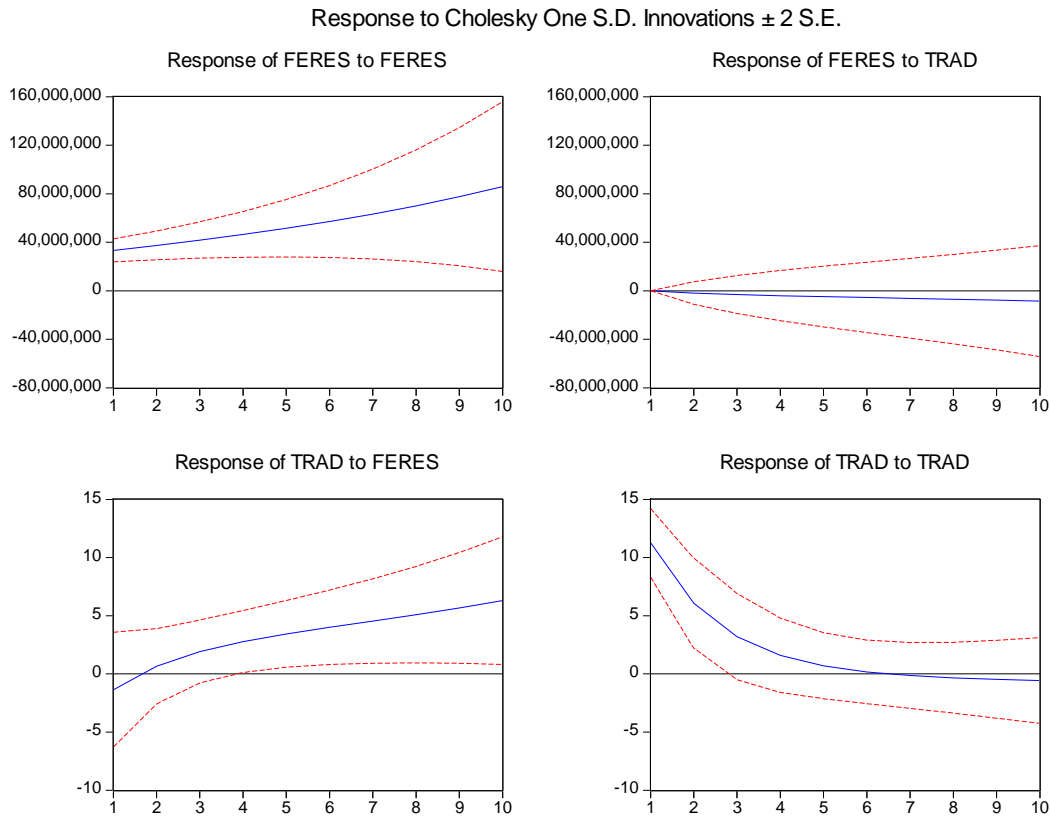 Response to Cholesky One S.D. Innovations ± 2 S.E.
Response of FERES to FERES
160,000,000
120,000,000
80,000,000
40,000,000
0
-40,000,000
-80,000,000
1 2 3 4 5 6 7 8 9 10
Response of FERES to TRAD
160,000,000
120,000,000
80,000,000
40,000,000
0
-40,000,000
-80,000,000
1 2 3 4 5 6 7 8 9 10
Response of TRAD to FERES
15
10
5
0
-5
-10
1 2 3 4 5 6 7 8 9 10
Response of TRAD to TRAD
15
10
5
0
-5
-10
1 2 3 4 5 6 7 8 9 10